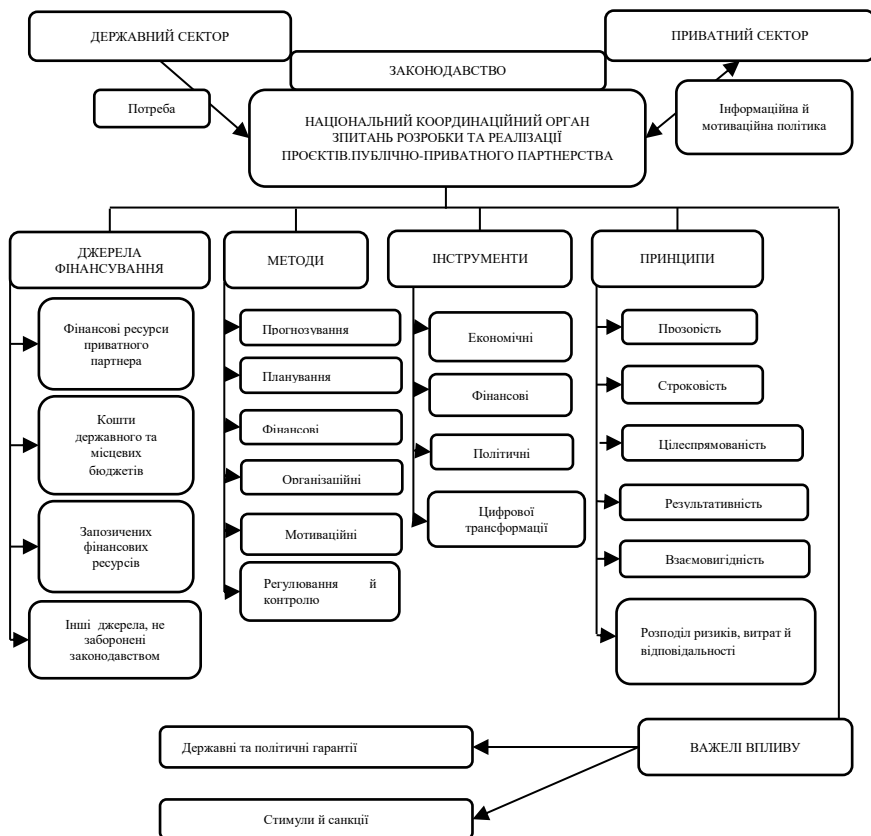 ДЕРЖАВНИЙ СЕКТОР
ПРИВАТНИЙ СЕКТОР
ЗАКОНОДАВСТВО
Потреба
НАЦІОНАЛЬНИЙ КООРДИНАЦІЙНИЙ ОРГАН
ЗПИТАНЬ РОЗРОБКИ ТА РЕАЛІЗАЦІЇ
ПРОЄКТІВ.ПУБЛІЧНО-ПРИВАТНОГО ПАРТНЕРСТВА
Інформаційна й
мотиваційна політика
ДЖЕРЕЛА
ФІНАНСУВАННЯ
Фінансові ресурси
приватного
партнера
Кошти
державного та
місцевих
бюджетів
Запозичених
фінансових
ресурсів
Інші джерела, не
заборонені
законодавством
МЕТОДИ
Прогнозування
Планування
Фінансові
Організаційні
Мотиваційні
Регулювання й
контролю
ІНСТРУМЕНТИ
Економічні
Фінансові
Політичні
Цифрової
трансформації
ПРИНЦИПИ
Прозорість
Строковість
Цілеспрямованість
Результативність
Взаємовигідність
Розподіл ризиків, витрат й
відповідальності
ВАЖЕЛІ ВПЛИВУ
Державні та політичні гарантії
Стимули й санкції